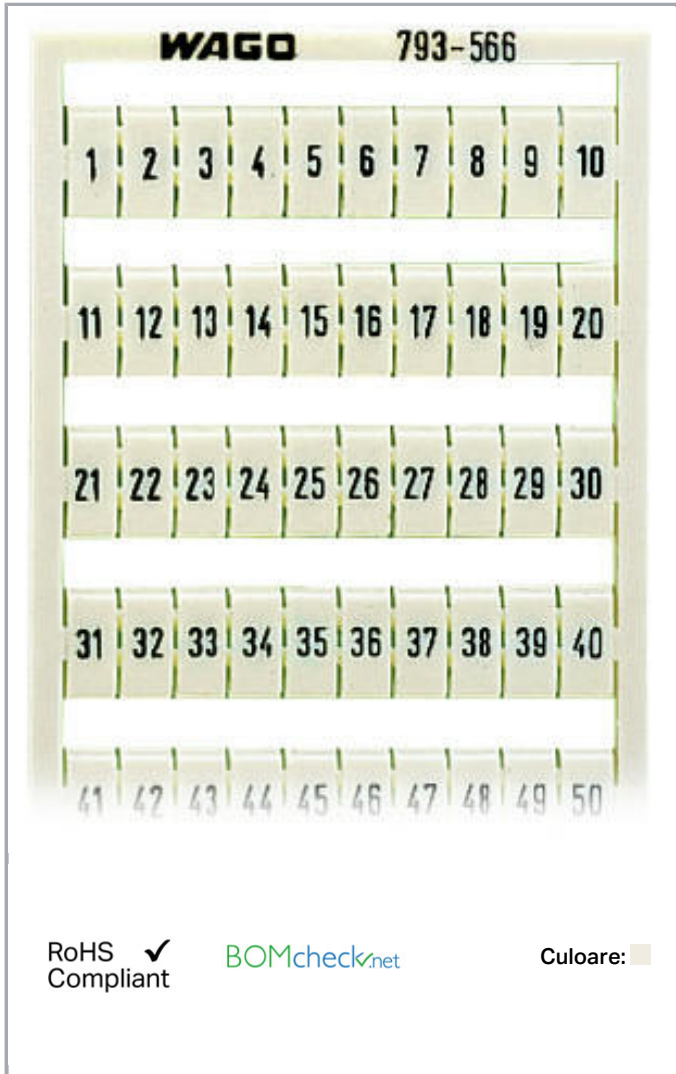 WAGO 793-566
1 2 3 4 5 6 7 8 9 10
11 12 13 14 15 16 17 18 19 20
21 22 23 24 25 26 27 28 29 30
31 32 33 34 35 36 37 38 39 40
41 42 43 44 45 46 47 48 49 50
RoHS ✓ BOMcheck.net Culoare:
Compliant